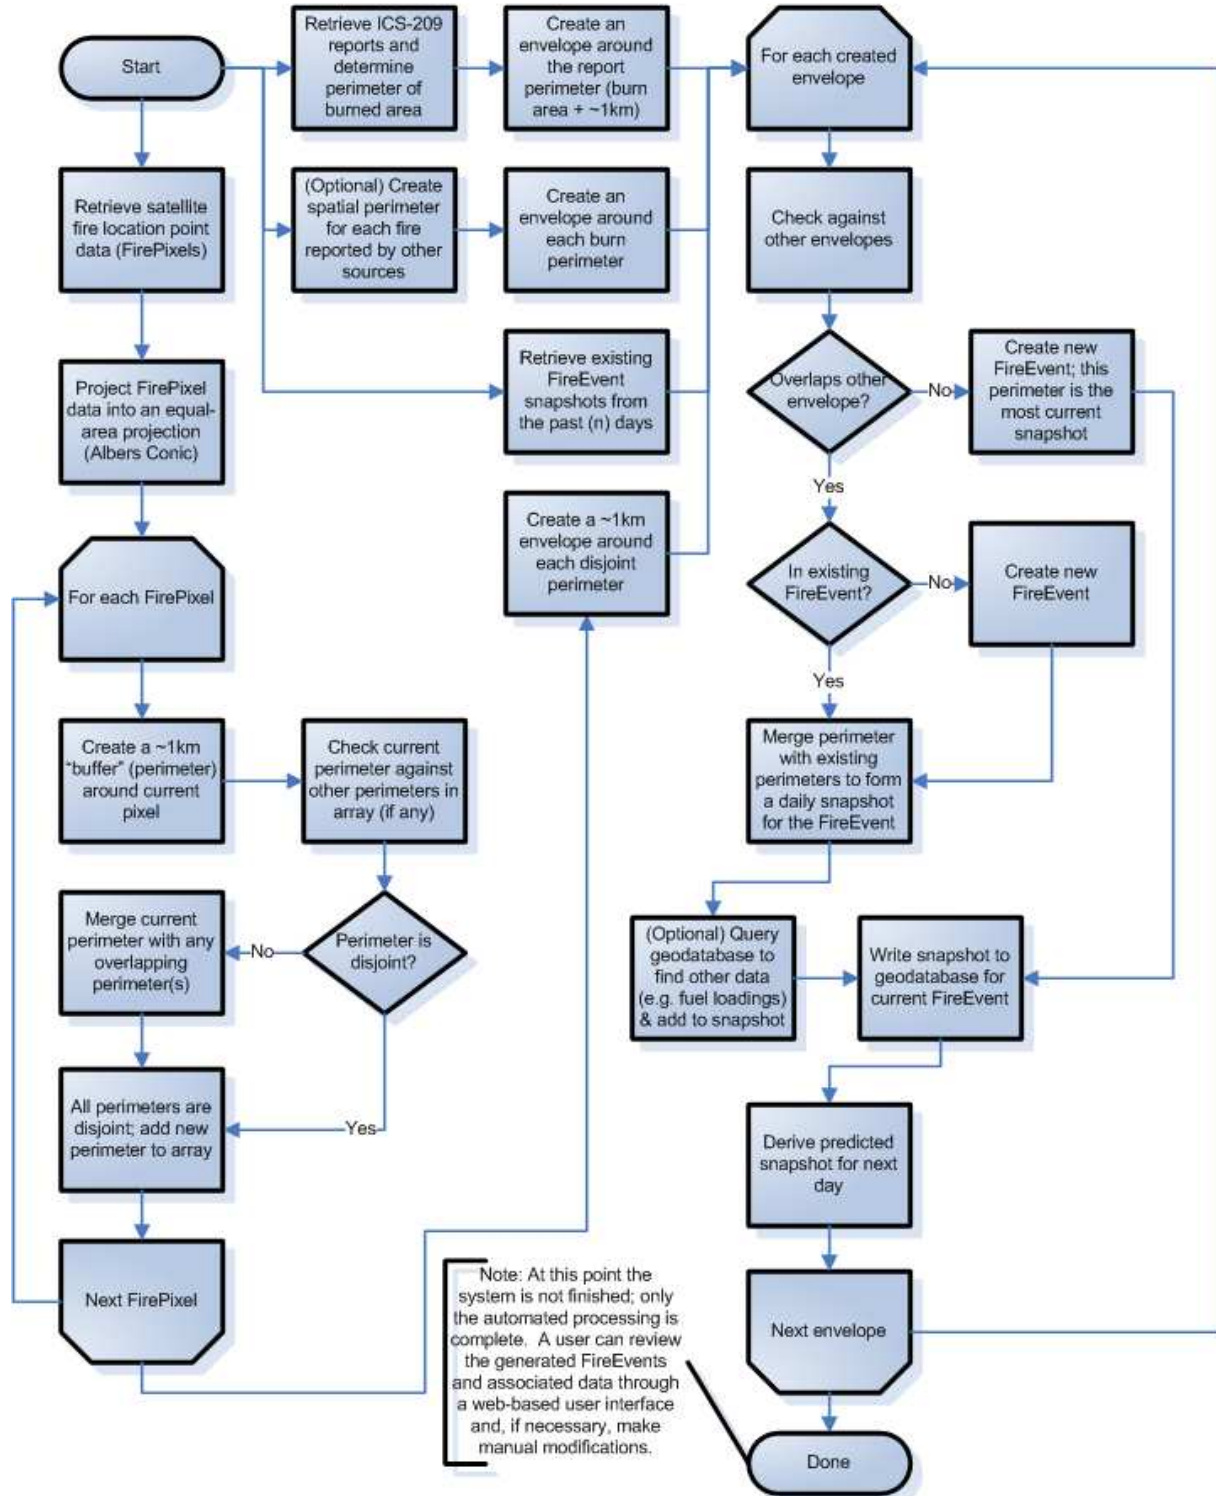 Start
Retrieve ICS-209
reports and
determine
perimeter of
burned area
Create an
envelope around
the report
perimeter (burn
area + ~1km)
For each created
envelope
Retrieve satellite
fire location point
data (FirePixels)
(Optional) Create
spatial perimeter
for each fire
reported by other
sources
Create an
envelope around
each burn
perimeter
Check against
other envelopes
Project FirePixel
data into an equal-
area projection
(Albers Conic)
Retrieve existing
FireEvent
snapshots from
the past (n) days
Overlaps other
envelope?
No
Create new
FireEvent; this
perimeter is the
most current
snapshot
Yes
Create a ~1km
envelope around
each disjoint
perimeter
For each FirePixel
In existing
FireEvent?
No
Create new
FireEvent
Yes
Create a ~1km
"buffer" (perimeter)
around current
pixel
Check current
perimeter against
other perimeters in
array (if any)
Merge perimeter
with existing
perimeters to form
a daily snapshot
for the FireEvent
Merge current
perimeter with any
overlapping
perimeter(s)
No
Perimeter is
disjoint?
(Optional) Query
geodatabase to
find other data
(e.g. fuel loadings)
& add to snapshot
Write snapshot to
geodatabase for
current FireEvent
All perimeters are
disjoint; add new
perimeter to array
Yes
Derive predicted
snapshot for next
day
Next FirePixel
Note: At this point the
system is not finished; only
the automated processing is
complete. A user can review
the generated FireEvents
and associated data through
a web-based user interface
and, if necessary, make
manual modifications.
Next envelope
Done